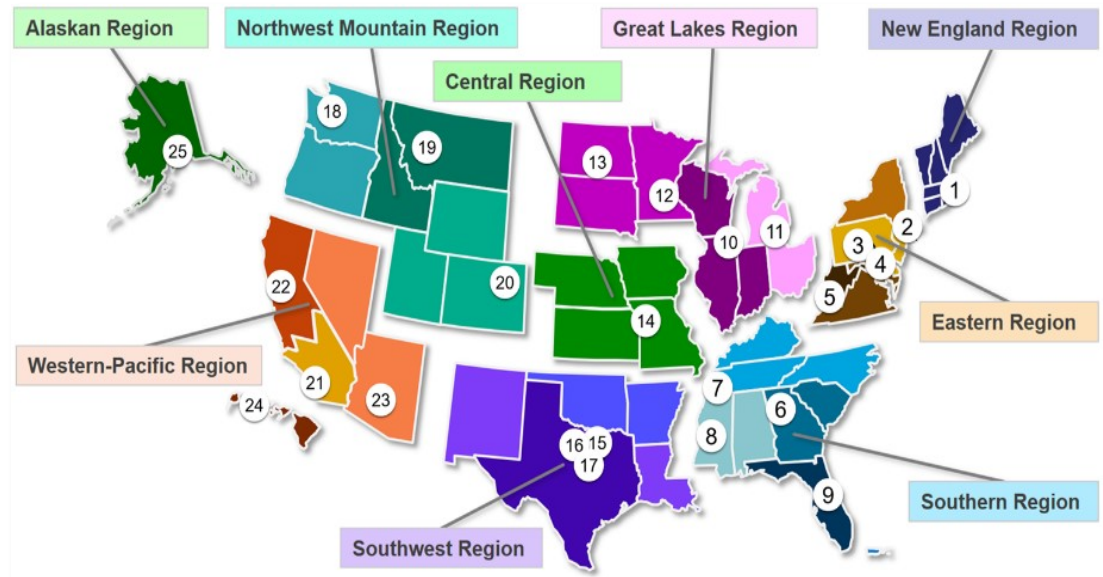 Alaskan Region
Northwest Mountain Region
Great Lakes Region
New England Region
Central Region
18
19
25
13
12
10
11
1
2
3
4
5
22
20
14
Eastern Region
Western-Pacific Region
21
23
24
7
6
8
16
15
17
9
Southern Region
Southwest Region